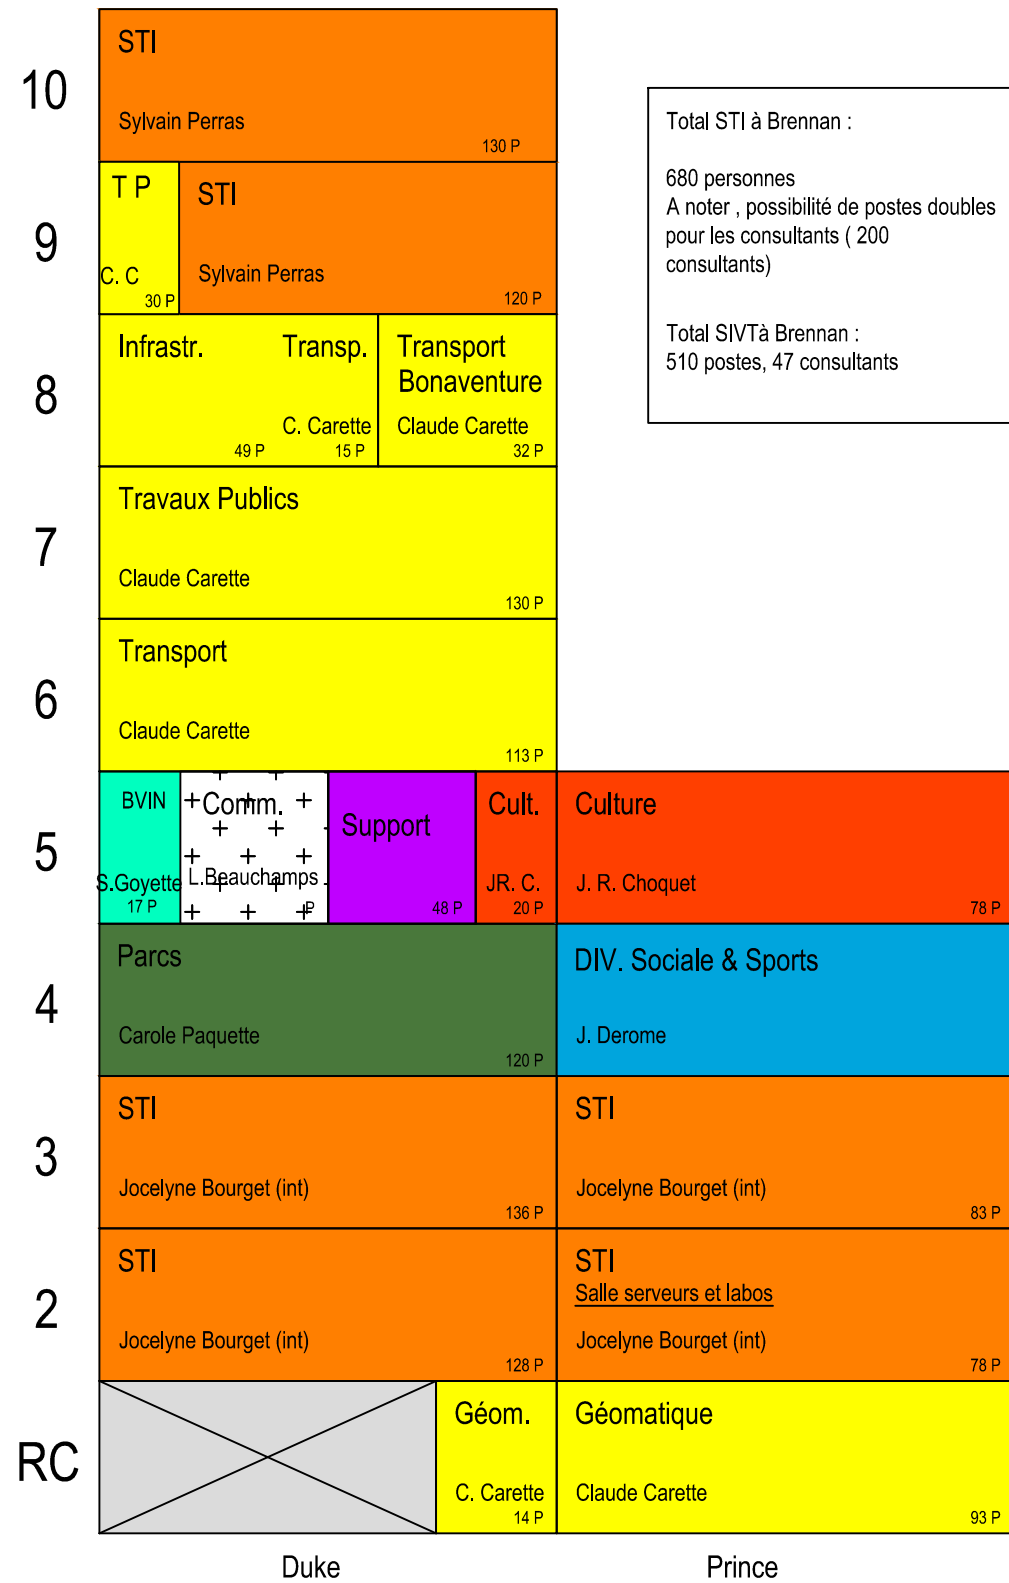 10
STI
Sylvain Perras
130 P
Total STI à Brennan :
680 personnes
A noter , possibilité de postes doubles
pour les consultants ( 200
consultants)
Total SIVTà Brennan :
510 postes, 47 consultants
9
T P
C. C
30 P
STI
Sylvain Perras
120 P
8
Infrastr.
49 P
Transp.
C. Carette
15 P
Transport
Bonaventure
Claude Carette
32 P
7
Travaux Publics
Claude Carette
130 P
6
Transport
Claude Carette
113 P
5
BVIN
S.Goyette
17 P
Comm.
L.Beauchamps
P
Support
48 P
Cult.
JR. C.
20 P
Culture
J. R. Choquet
78 P
4
Parcs
Carole Paquette
120 P
DIV. Sociale & Sports
J. Derome
3
STI
Jocelyne Bourget (int)
136 P
STI
Jocelyne Bourget (int)
83 P
2
STI
Jocelyne Bourget (int)
128 P
STI
Salle serveurs et labos
Jocelyne Bourget (int)
78 P
RC
Géom.
C. Carette
14 P
Géomatique
Claude Carette
93 P
Duke
Prince